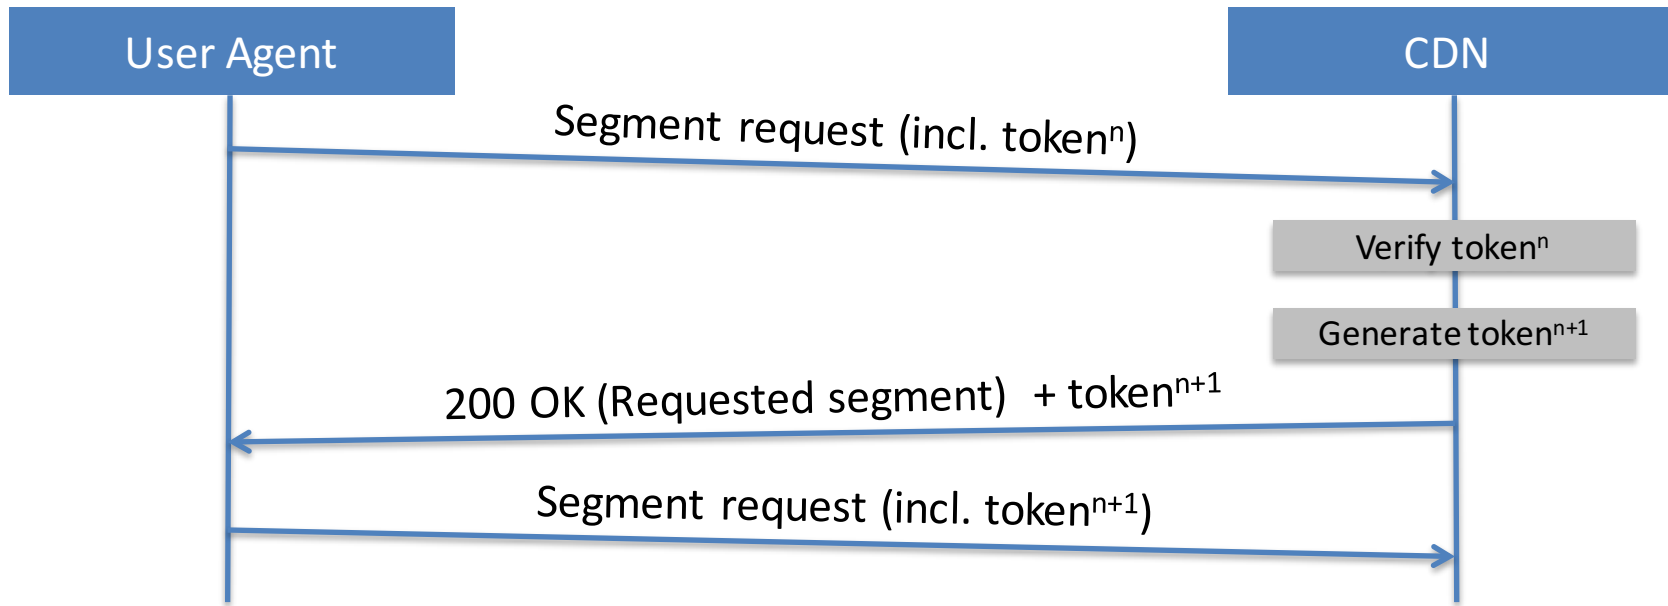 User Agent
CDN
Segment request (incl. tokenⁿ)
Verify tokenⁿ
Generate tokenⁿ⁺¹
200 OK (Requested segment) + tokenⁿ⁺¹
Segment request (incl. tokenⁿ⁺¹)